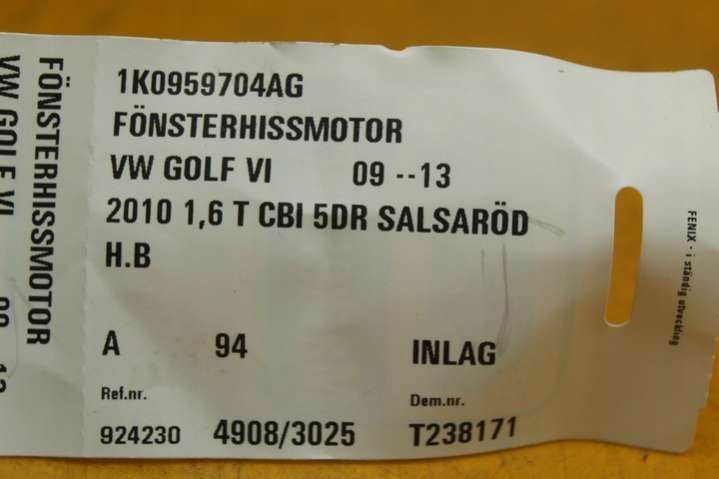 1K0959704AG
FÖNSTERHISSMOTOR
VW GOLF VI 09 --13
2010 1,6 T CBI 5DR SALSARÖD
H.B
A 94 INLAG
Ref.nr. Dem.nr.
924230 4908/3025 T238171
FÖNSTERHISSMOTOR
VW GOLF VI
FENIX - i ständig utveckling